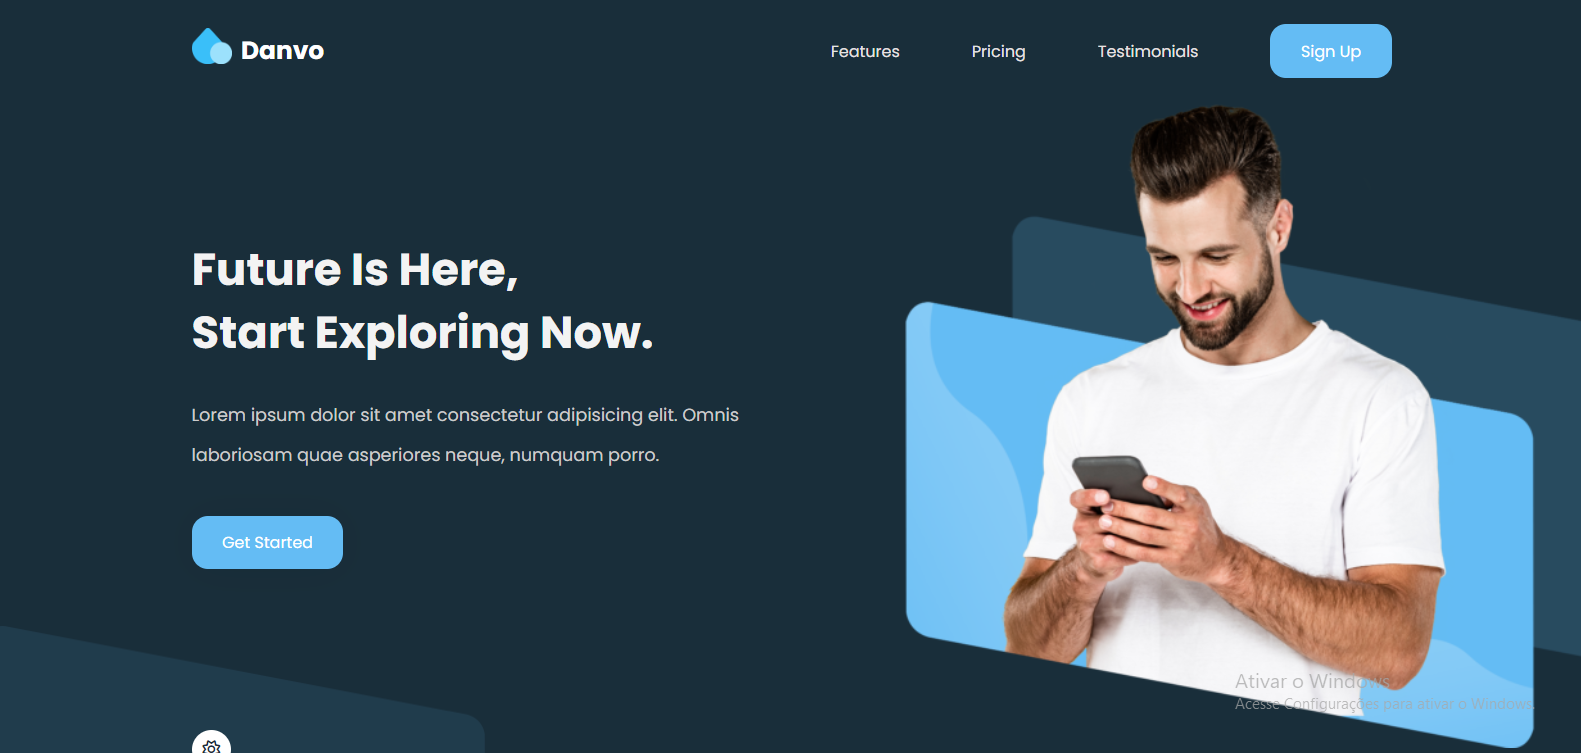 Danvo
Features
Pricing
Testimonials
Sign Up
Future Is Here,
Start Exploring Now.
Lorem ipsum dolor sit amet consectetur adipisicing elit. Omnis
laboriosam quae asperiores neque, numquam porro.
Get Started
Ativar o Windows
Acesse Configurações para ativar o Windows.